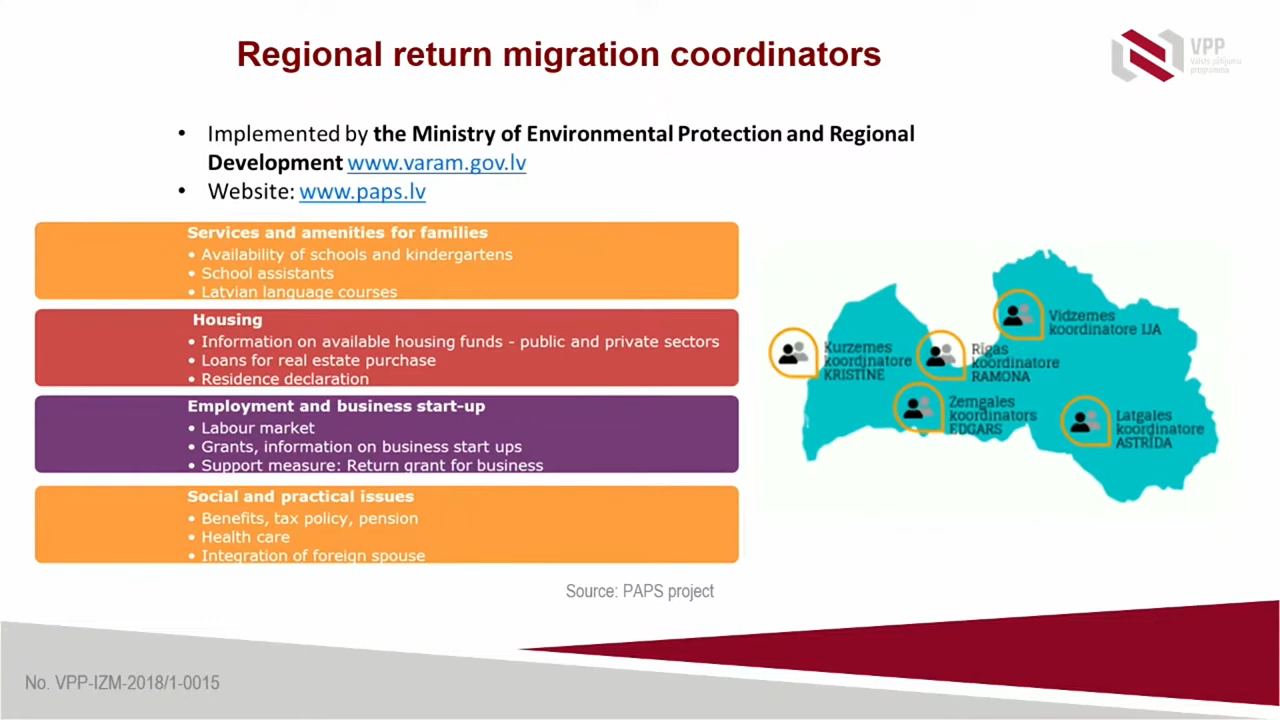 Regional return migration coordinators
VPP
Valsts pētījumu
programma
• Implemented by the Ministry of Environmental Protection and Regional
Development www.varam.gov.lv
• Website: www.paps.lv
Services and amenities for families
• Availability of schools and kindergartens
• School assistants
• Latvian language courses
Housing
• Information on available housing funds - public and private sectors
• Loans for real estate purchase
• Residence declaration
Employment and business start-up
• Labour market
• Grants, information on business start ups
• Support measure: Return grant for business
Social and practical issues
• Benefits, tax policy, pension
• Health care
• Integration of foreign spouse
Vidzemes
koordinatore IJA
Kurzemes
koordinatore
KRISTINE
Rīgas
koordinatore
RAMONA
Zemgales
koordinators
EDGARS
Latgales
koordinatore
ASTRIDA
Source: PAPS project
No. VPP-IZM-2018/1-0015